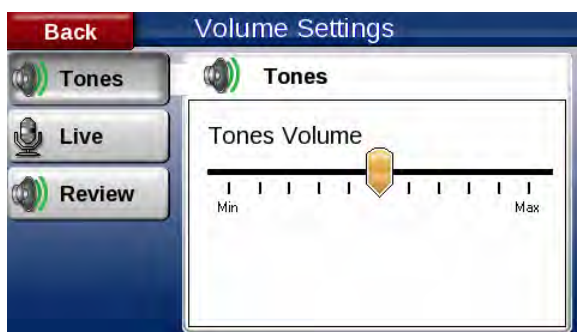 Back
Volume Settings
Tones
Live
Review
Tones
Tones Volume
Min
Max